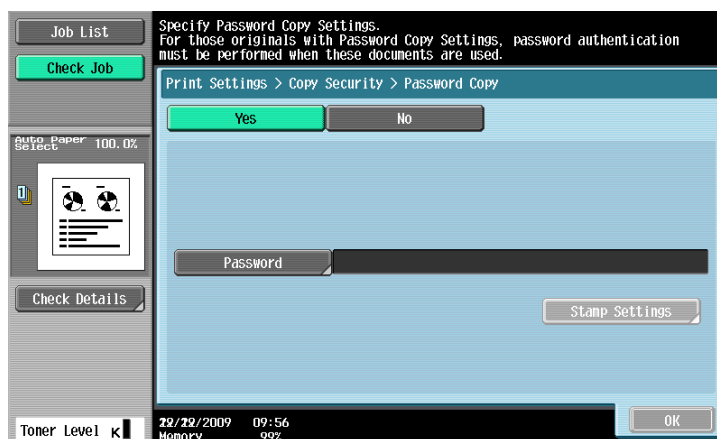 Job List
Check Job
Specify Password Copy Settings.
For those originals with Password Copy Settings, password authentication
must be performed when these documents are used.
Print Settings > Copy Security > Password Copy
Yes
No
Auto Paper
Select
100.0%
1
Password
Check Details
Stamp Settings
Toner Level K
/2009 09:56
Memory 99%
OK